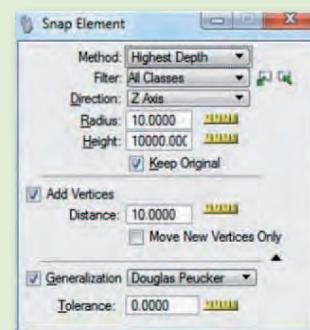 Snap Element
Method: Highest Depth
Filter: All Classes
Direction: Z Axis
Radius: 10.0000
Height: 10000.000
Keep Original
Add Vertices
Distance: 10.0000
Move New Vertices Only
Generalization Douglas Peucker
Tolerance: 0.0000